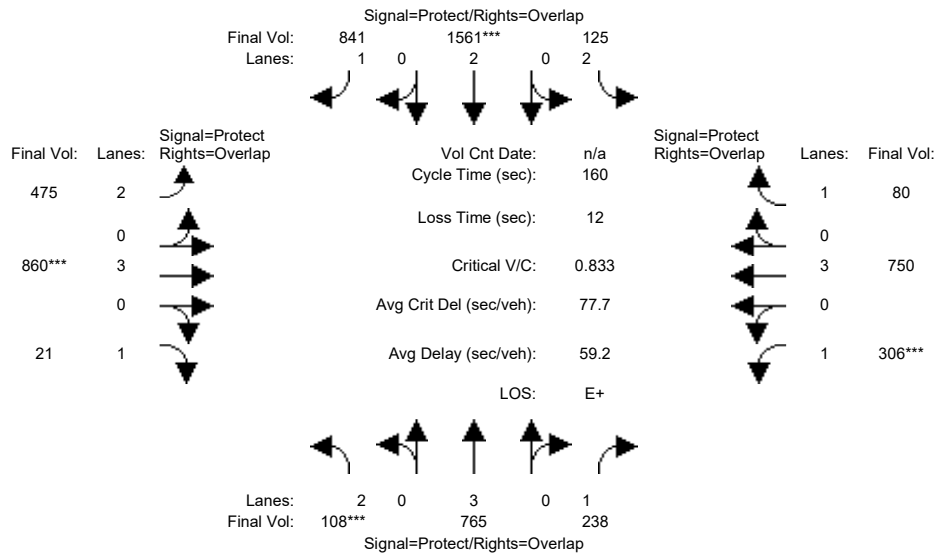 Signal=Protect/Rights=Overlap
Final Vol: 841 1561*** 125
Lanes: 1 0 2 0 2
Signal=Protect Signal=Protect
Final Vol: Lanes: Rights=Overlap Vol Cnt Date: n/a Rights=Overlap Lanes: Final Vol:
Cycle Time (sec): 160
475 2 1 80
Loss Time (sec): 12
0 0
860*** 3 Critical V/C: 0.833 3 750
0 Avg Crit Del (sec/veh): 77.7 0
21 1 Avg Delay (sec/veh): 59.2 1 306***
LOS: E+
Lanes: 2 0 3 0 1
Final Vol: 108*** 765 238
Signal=Protect/Rights=Overlap